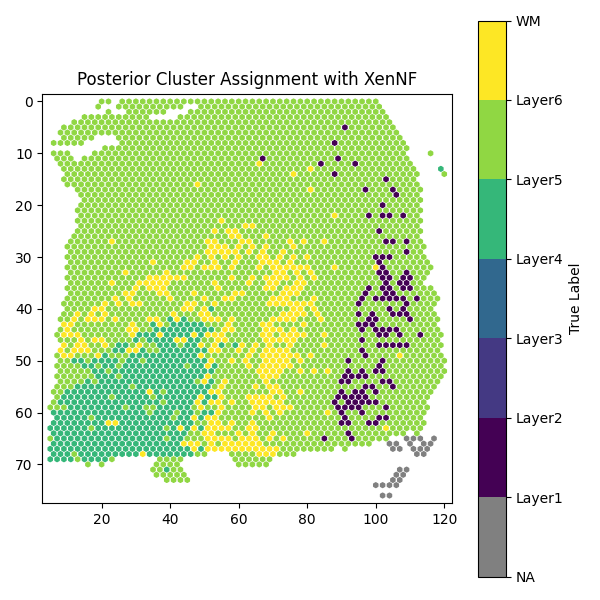 Posterior Cluster Assignment with XenNF
0
10
20
30
40
50
60
70
20
40
60
80
100
120
WM
Layer6
Layer5
Layer4
Layer3
Layer2
Layer1
NA
True Label